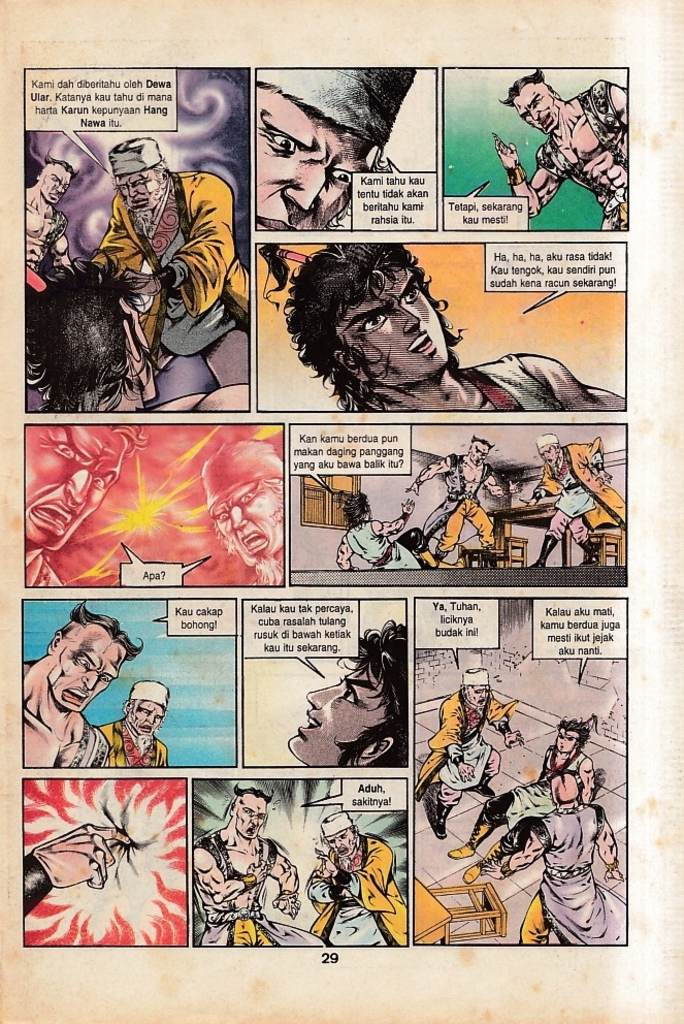 Kami dah diberitahu oleh Dewa
Ular. Katanya kau tahu di mana
harta Karun kepunyaan Hang
Nawa itu.
Kami tahu kau
tentu tidak akan
beritahu kami
rahsia itu.
Tetapi, sekarang
kau mesti!
Ha, ha, ha, aku rasa tidak!
Kau tengok, kau sendiri pun
sudah kena racun sekarang!
Apa?
Kan kamu berdua pun
makan daging panggang
yang aku bawa balik itu?
Kau cakap
bohong!
Kalau kau tak percaya,
cuba rasalah tulang
rusuk di bawah ketiak
kau itu sekarang.
Ya, Tuhan,
liciknya
budak ini!
Kalau aku mati,
kamu berdua juga
mesti ikut jejak
aku nanti.
Aduh,
sakitnya!
29